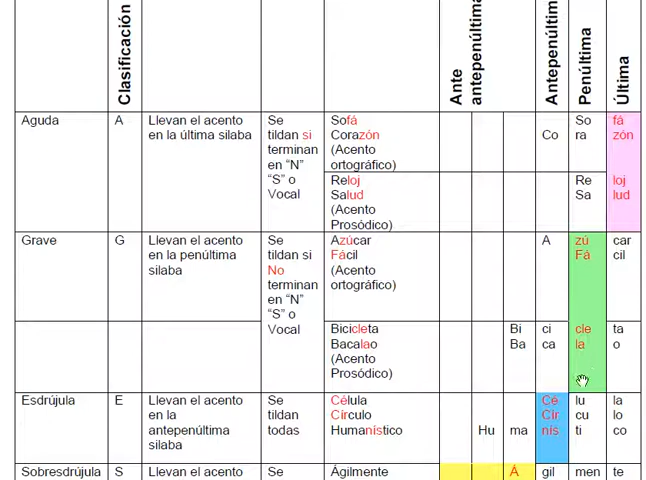 Clasificación
Ante
antepenúltima
Antepenúltima
Penúltima
Última
Aguda A Llevan el acento en la última silaba Se tildan si terminan en “N” “S” o Vocal
Sofá So fá
Corazón Co ra zón
(Acento
ortográfico)
Reloj Re loj
Salud Sa lud
(Acento
Prosódico)
Grave G Llevan el acento en la penúltima silaba Se tildan si No terminan en “N” “S” o Vocal
Azúcar A zú car
Fácil Fá cil
(Acento
ortográfico)
Bicicleta Bi ci cle ta
Bacalao Ba ca la o
(Acento
Prosódico)
Esdrújula E Llevan el acento en la antepenúltima silaba Se tildan todas
Célula Cé lu la
Círculo Cír cu lo
Humanístico Hu ma nís ti co
Sobresdrújula S Llevan el acento Se Ágilmente Á gil men te